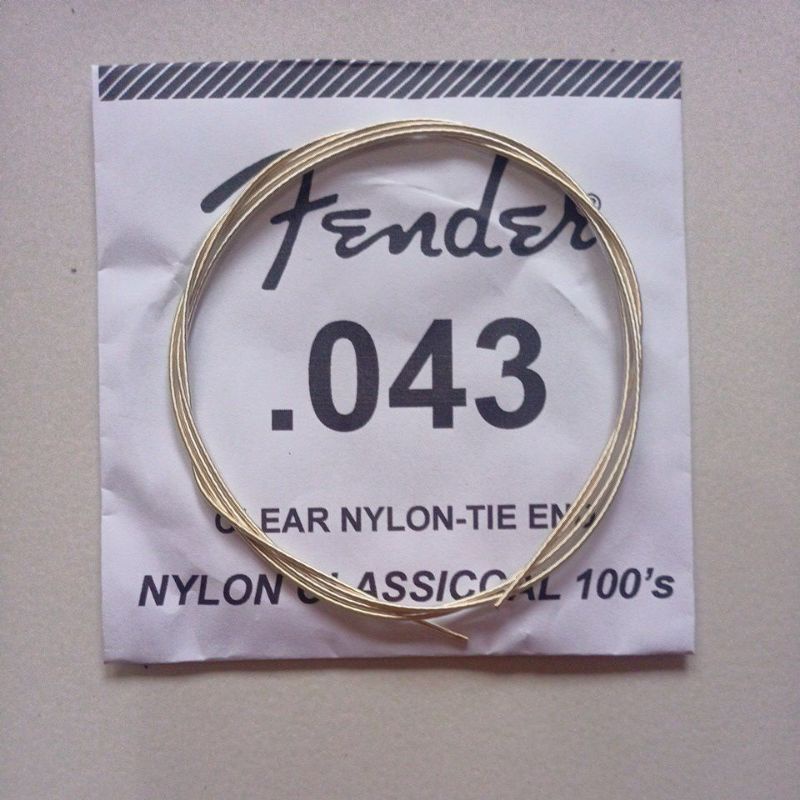 Fender®
.043
CLEAR NYLON-TIE END
NYLON CLASSICCAL 100's